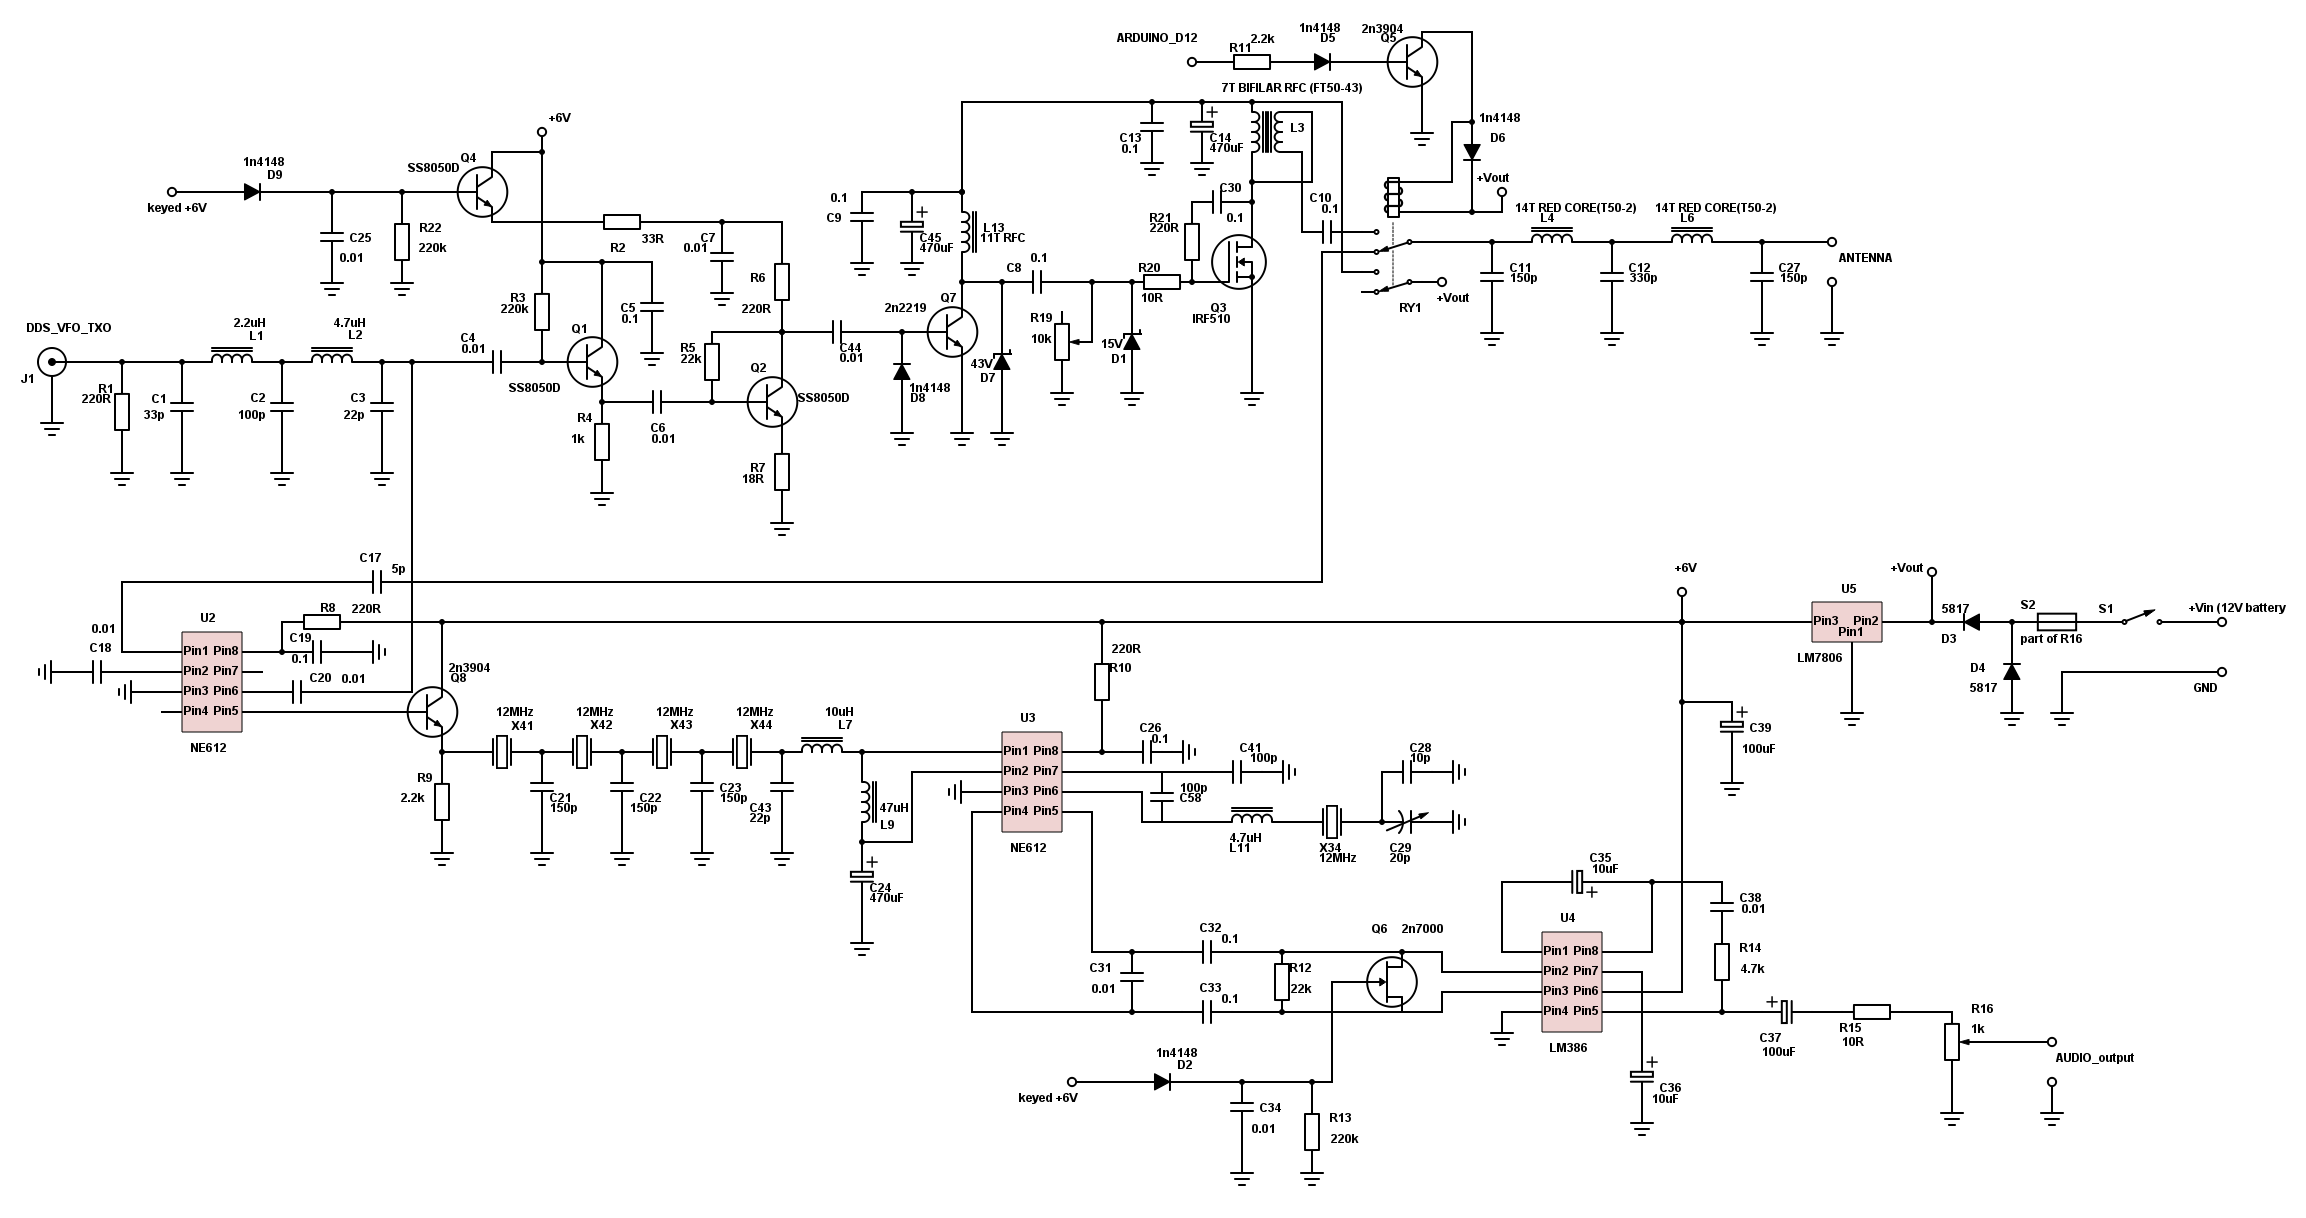 1n4148
2n3904
D5
Q5
ARDUINO_D12
2.2k
R11
7T BIFILAR RFC (FT50-43)
+6V
1n4148
D6
C13
0.1
C14
470uF
L3
1n4148
D9
Q4
SS8050D
keyed +6V
+Vout
R22
220k
C25
0.01
0.1
C9
C45
470uF
L13
11T RFC
C30
0.1
C10
0.1
R21
220R
14T RED CORE(T50-2)
L4
14T RED CORE(T50-2)
L6
R2
33R
C7
0.01
R6
220R
C8
0.1
R20
10R
Q3
IRF510
ANTENNA
C11
150p
C12
330p
C27
150p
+Vout
RY1
R3
220k
C5
0.1
Q7
2n2219
R19
10k
15V
D1
DDS_VFO_TXO
J1
2.2uH
L1
4.7uH
L2
C4
0.01
Q1
SS8050D
R5
22k
C44
0.01
Q2
SS8050D
43V
D7
1n4148
D8
R1
220R
C1
33p
C2
100p
C3
22p
R4
1k
C6
0.01
R7
18R
C17
5p
U2
R8
220R
0.01
C18
C19
0.1
C20
0.01
Pin1 Pin8
Pin2 Pin7
Pin3 Pin6
Pin4 Pin5
NE612
2n3904
Q8
+6V
+Vout
U5
Pin3 Pin2
Pin1
LM7806
5817
D3
S2
part of R16
S1
+Vin (12V battery
D4
5817
GND
220R
R10
12MHz
X41
12MHz
X42
12MHz
X43
12MHz
X44
10uH
L7
U3
Pin1 Pin8
Pin2 Pin7
Pin3 Pin6
Pin4 Pin5
NE612
C26
0.1
C41
100p
C28
10p
C39
100uF
R9
2.2k
C21
150p
C22
150p
C23
150p
C43
22p
47uH
L9
100p
C58
4.7uH
L11
X34
12MHz
C29
20p
C24
470uF
C35
10uF
C38
0.01
U4
C32
0.1
Q6
2n7000
Pin1 Pin8
Pin2 Pin7
Pin3 Pin6
Pin4 Pin5
LM386
R14
4.7k
C31
0.01
R12
22k
C33
0.1
C37
100uF
R15
10R
R16
1k
AUDIO_output
1n4148
D2
keyed +6V
C34
0.01
R13
220k
C36
10uF